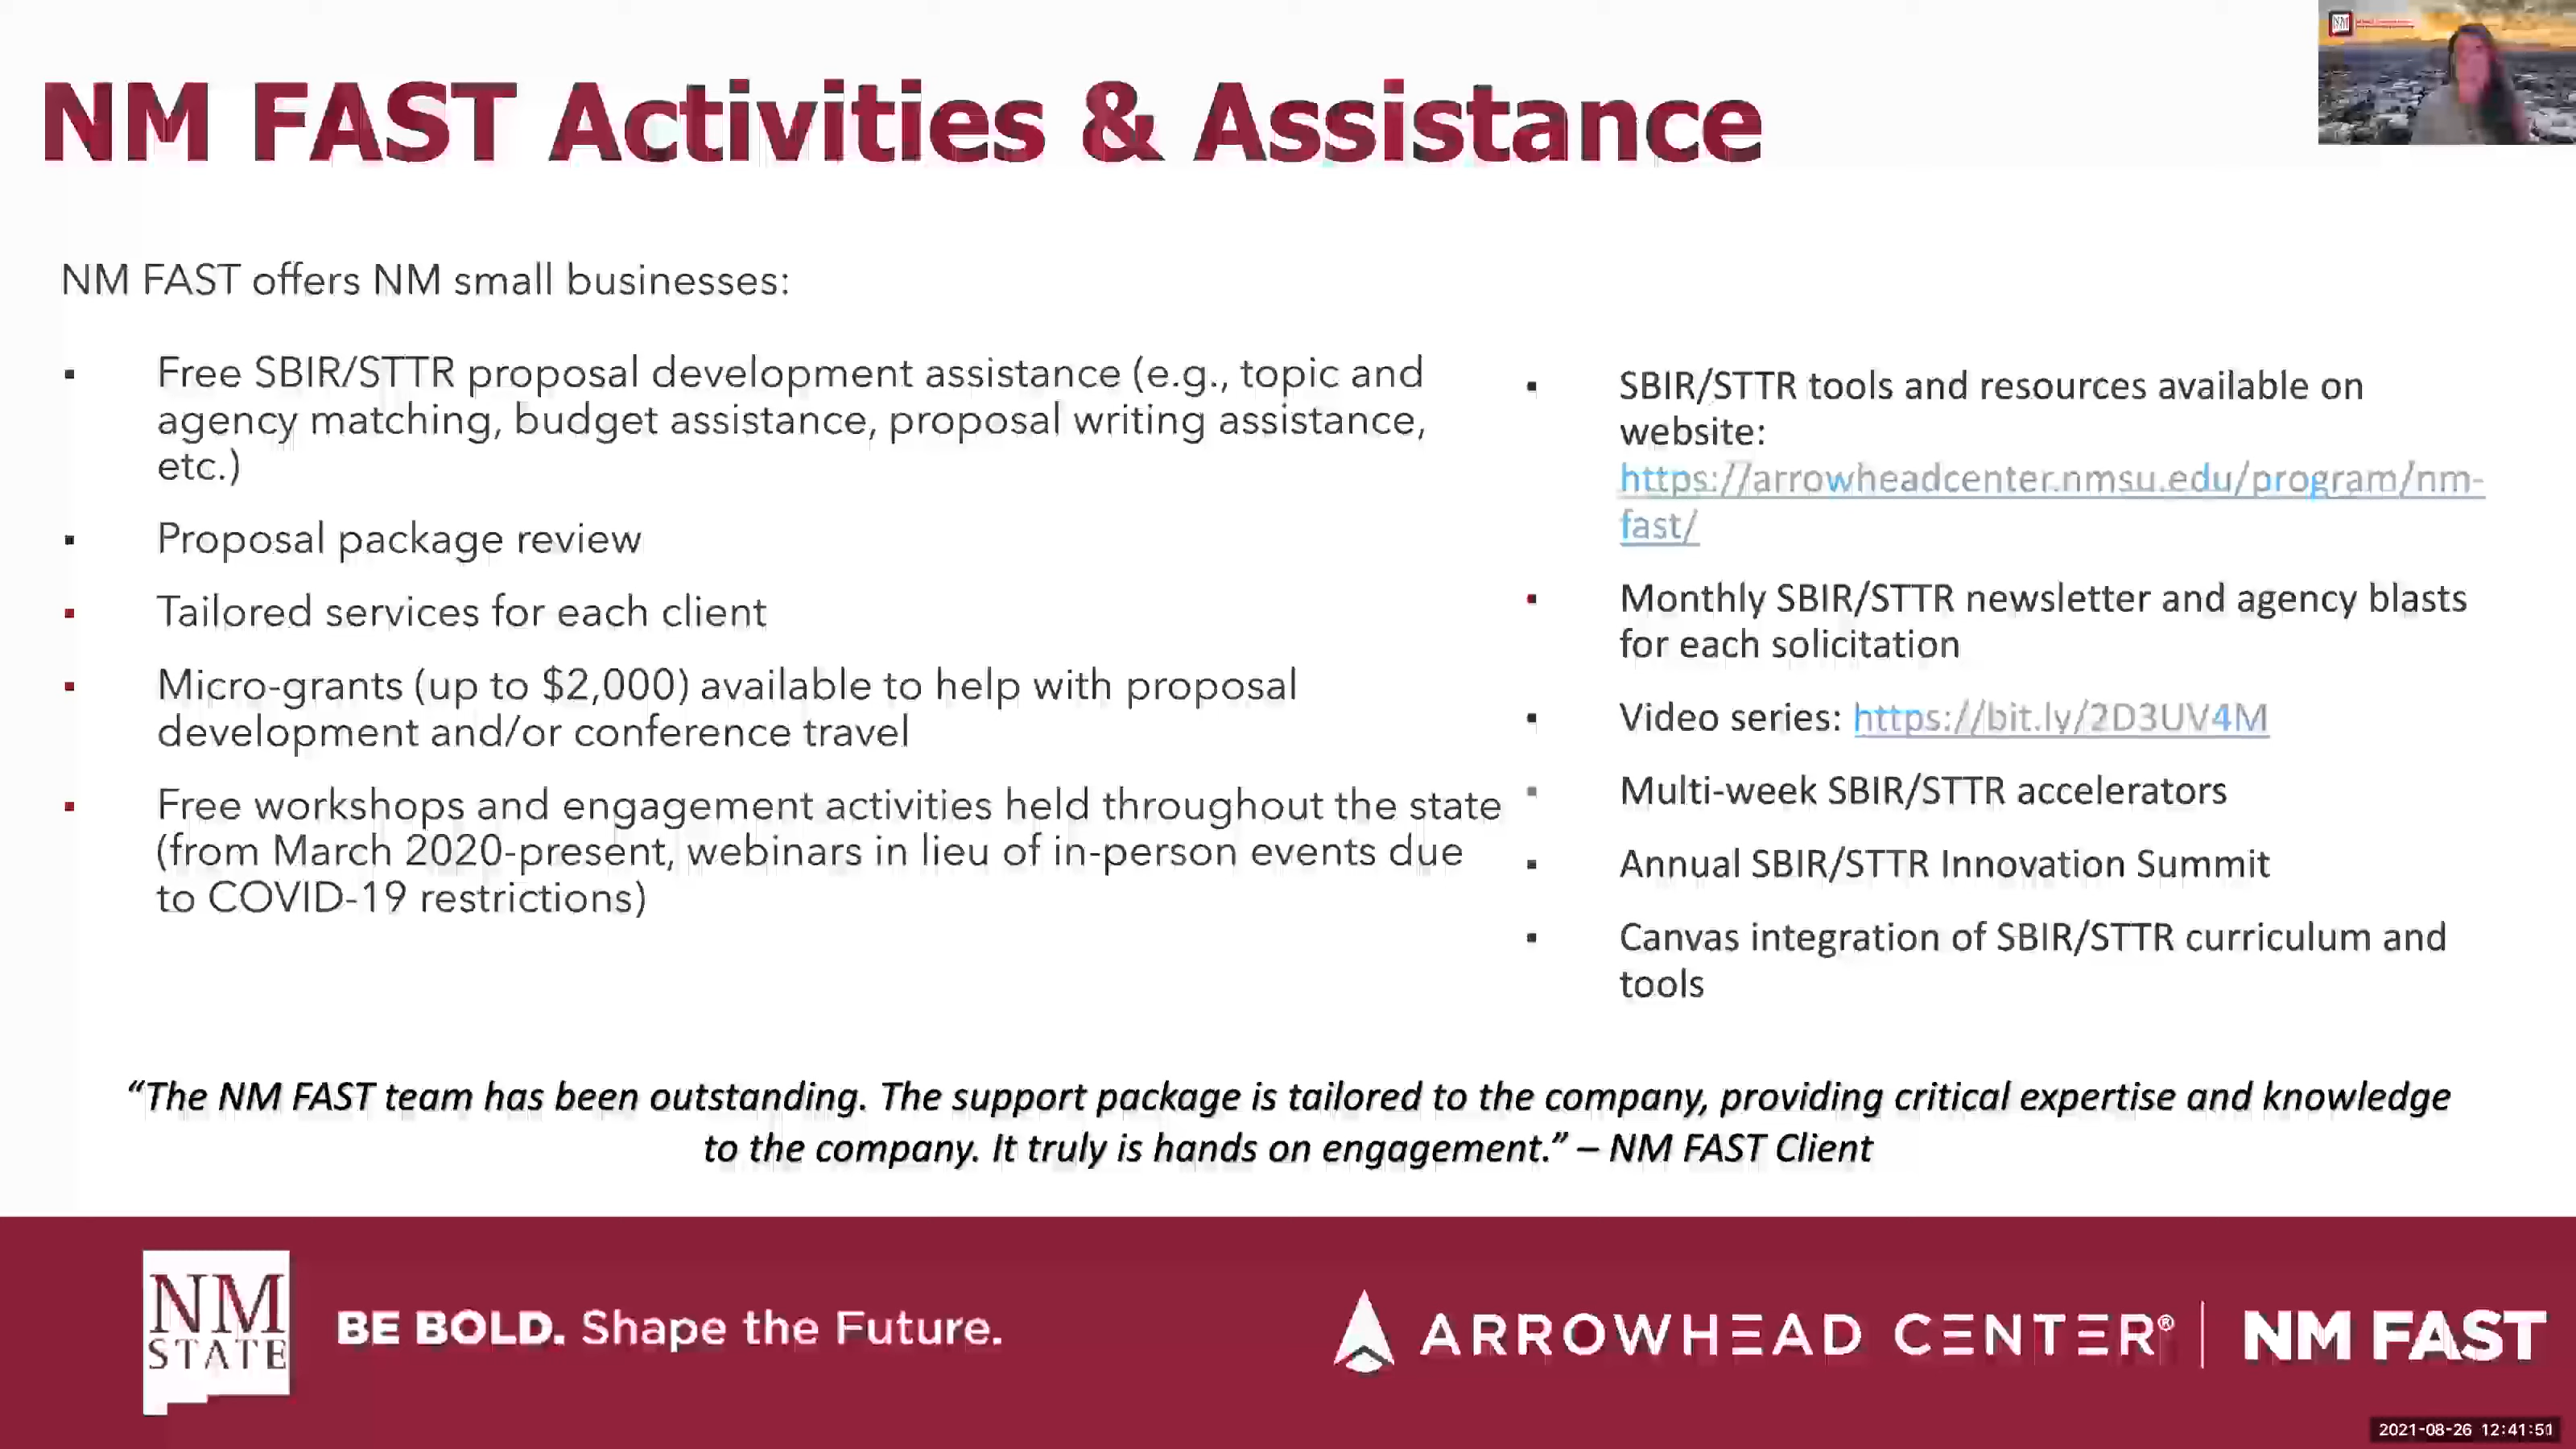 NM FAST Activities & Assistance
NM FAST offers NM small businesses:
▪ Free SBIR/STTR proposal development assistance (e.g., topic and
agency matching, budget assistance, proposal writing assistance,
etc.)
▪ Proposal package review
▪ Tailored services for each client
▪ Micro-grants (up to $2,000) available to help with proposal
development and/or conference travel
▪ Free workshops and engagement activities held throughout the state
(from March 2020-present, webinars in lieu of in-person events due
to COVID-19 restrictions)
▪ SBIR/STTR tools and resources available on
website:
https://arrowheadcenter.nmsu.edu/program/nm-
fast/
▪ Monthly SBIR/STTR newsletter and agency blasts
for each solicitation
▪ Video series: https://bit.ly/2D3UV4M
▪ Multi-week SBIR/STTR accelerators
▪ Annual SBIR/STTR Innovation Summit
▪ Canvas integration of SBIR/STTR curriculum and
tools
“The NM FAST team has been outstanding. The support package is tailored to the company, providing critical expertise and knowledge
to the company. It truly is hands on engagement.” – NM FAST Client
NM
STATE
BE BOLD. Shape the Future.
ARROWHEAD CENTER® | NM FAST
2021-08-26 12:41:51